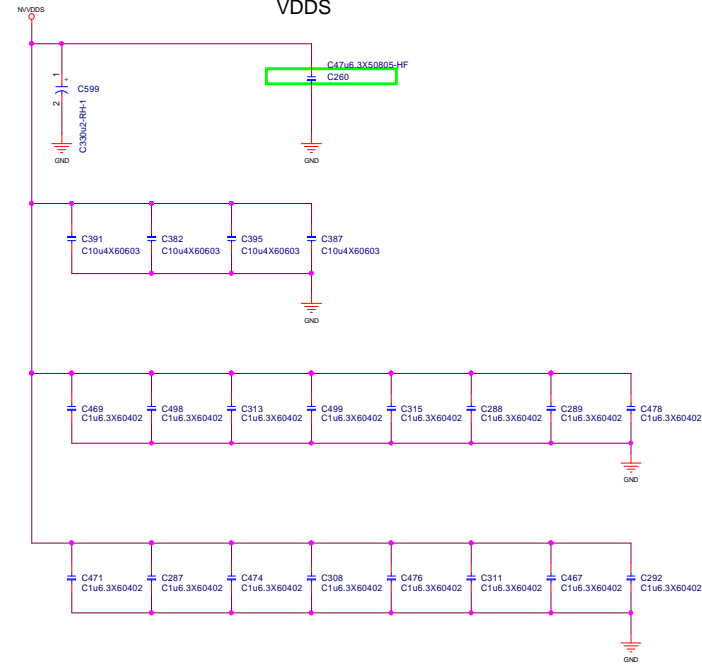 VDDS
NVVDDS
C47u6.3X50805-HF
C260
1
+
C599
2
C330u2-RH-1
GND
GND
C391
C382
C395
C387
C10u4X60603
C10u4X60603
C10u4X60603
C10u4X60603
GND
C469
C498
C313
C499
C315
C288
C289
C478
C1u6.3X60402
C1u6.3X60402
C1u6.3X60402
C1u6.3X60402
C1u6.3X60402
C1u6.3X60402
C1u6.3X60402
C1u6.3X60402
GND
C471
C287
C474
C308
C476
C311
C467
C292
C1u6.3X60402
C1u6.3X60402
C1u6.3X60402
C1u6.3X60402
C1u6.3X60402
C1u6.3X60402
C1u6.3X60402
C1u6.3X60402
GND